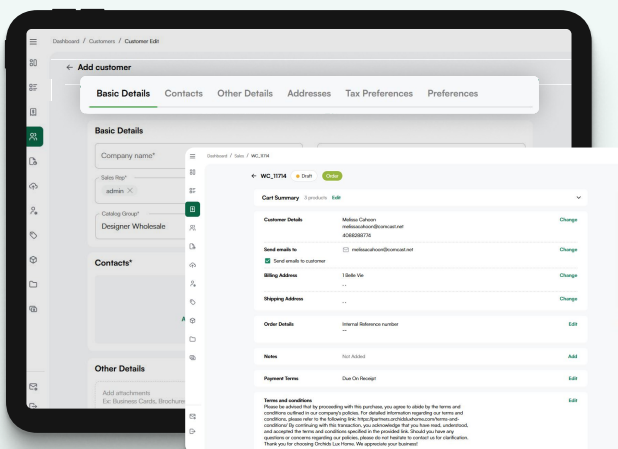 Dashboard / Customers / Customer Edit
← Add customer
Basic Details Contacts Other Details Addresses Tax Preferences Preferences
Basic Details
Company name*
Sales Rep*
admin
Catalog Group*
Designer Wholesale
Contacts*
A
Other Details
Add attachments
Ex: Business Cards, Brochure
Dashboard / Sales / WC_11714
← WC_11714 Draft Order
Cart Summary 3 products Edit
Customer Details Melissa Cahoon Change
melissacahoon@comcast.net
4088288774
Send emails to melissacahoon@comcast.net Change
Send emails to customer
Billing Address 1 Belle Vie Change
, ,
Shipping Address , , Change
Order Details Internal Reference number Edit
--
Notes Not Added Add
Payment Terms Due On Receipt Edit
Terms and conditions Edit
Please be advised that by proceeding with this purchase, you agree to abide by the terms and
conditions outlined in our company's policies. For detailed information regarding our terms and
conditions, please refer to the following link: https://partners.orchidsluxhome.com/terms-and-
conditions/ By continuing with this transaction, you acknowledge that you have read, understood,
and accepted the terms and conditions specified in the provided link. Should you have any
questions or concerns regarding our policies, please do not hesitate to contact us for clarification.
Thank you for choosing Orchids Lux Home. We appreciate your business!